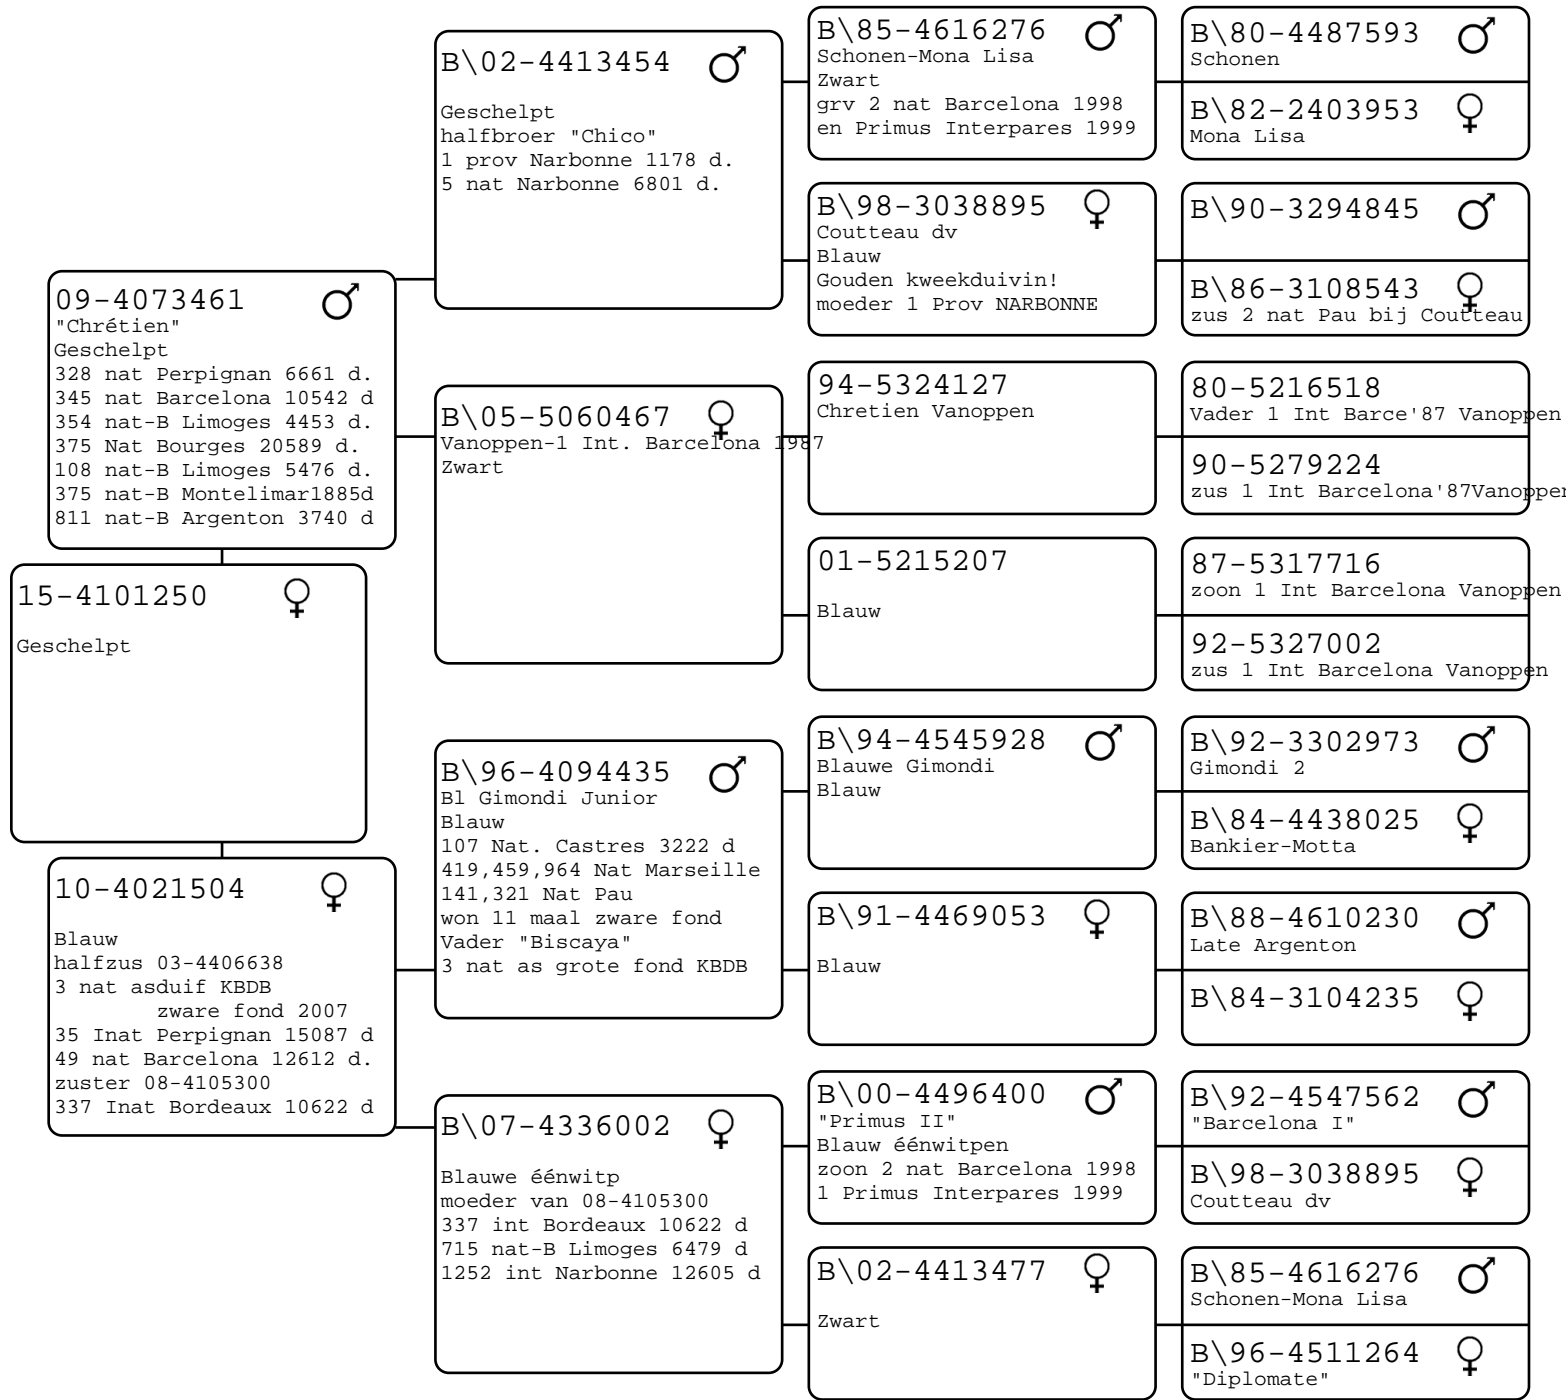 09-4073461 ♂
"Chrétien"
Geschelpt
328 nat Perpignan 6661 d.
345 nat Barcelona 10542 d
354 nat-B Limoges 4453 d.
375 Nat Bourges 20589 d.
108 nat-B Limoges 5476 d.
375 nat-B Montelimar1885d
811 nat-B Argenton 3740 d
15-4101250 ♀
Geschelpt
10-4021504 ♀
Blauw
halfzus 03-4406638
3 nat asduif KBDB
zware fond 2007
35 Inat Perpignan 15087 d
49 nat Barcelona 12612 d.
zuster 08-4105300
337 Inat Bordeaux 10622 d
B\02-4413454 ♂
Geschelpt
halfbroer "Chico"
1 prov Narbonne 1178 d.
5 nat Narbonne 6801 d.
B\05-5060467 ♀
Vanoppen-1 Int. Barcelona 1987
Zwart
B\96-4094435 ♂
Bl Gimondi Junior
Blauw
107 Nat. Castres 3222 d
419,459,964 Nat Marseille
141,321 Nat Pau
won 11 maal zware fond
Vader "Biscaya"
3 nat as grote fond KBDB
B\07-4336002 ♀
Blauwe éénwitp
moeder van 08-4105300
337 int Bordeaux 10622 d
715 nat-B Limoges 6479 d
1252 int Narbonne 12605 d
B\85-4616276 ♂
Schonen-Mona Lisa
Zwart
grv 2 nat Barcelona 1998
en Primus Interpares 1999
B\98-3038895 ♀
Coutteau dv
Blauw
Gouden kweekduivin!
moeder 1 Prov NARBONNE
94-5324127
Chretien Vanoppen
01-5215207
Blauw
B\94-4545928 ♂
Blauwe Gimondi
Blauw
B\91-4469053 ♀
Blauw
B\00-4496400 ♂
"Primus II"
Blauw éénwitpen
zoon 2 nat Barcelona 1998
1 Primus Interpares 1999
B\02-4413477 ♀
Zwart
B\80-4487593 ♂
Schonen
B\82-2403953 ♀
Mona Lisa
B\90-3294845 ♂
B\86-3108543 ♀
zus 2 nat Pau bij Coutteau
80-5216518
Vader 1 Int Barce'87 Vanoppen
90-5279224
zus 1 Int Barcelona'87Vanoppen
87-5317716
zoon 1 Int Barcelona Vanoppen
92-5327002
zus 1 Int Barcelona Vanoppen
B\92-3302973 ♂
Gimondi 2
B\84-4438025 ♀
Bankier-Motta
B\88-4610230 ♂
Late Argenton
B\84-3104235 ♀
B\92-4547562 ♂
"Barcelona I"
B\98-3038895 ♀
Coutteau dv
B\85-4616276 ♂
Schonen-Mona Lisa
B\96-4511264 ♀
"Diplomate"